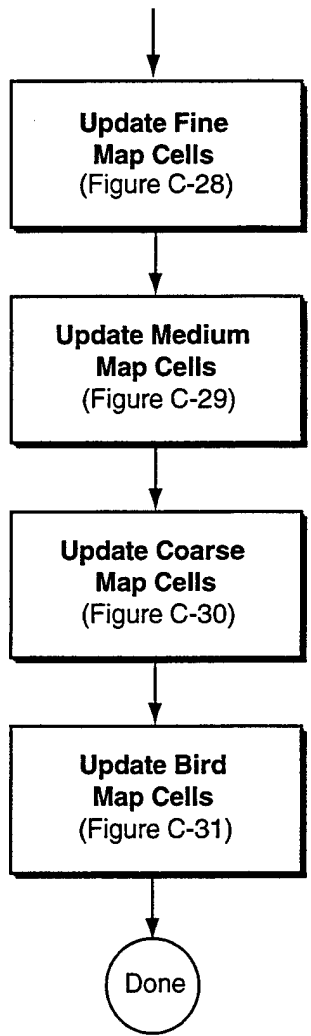 Update Fine
Map Cells
(Figure C-28)
Update Medium
Map Cells
(Figure C-29)
Update Coarse
Map Cells
(Figure C-30)
Update Bird
Map Cells
(Figure C-31)
Done